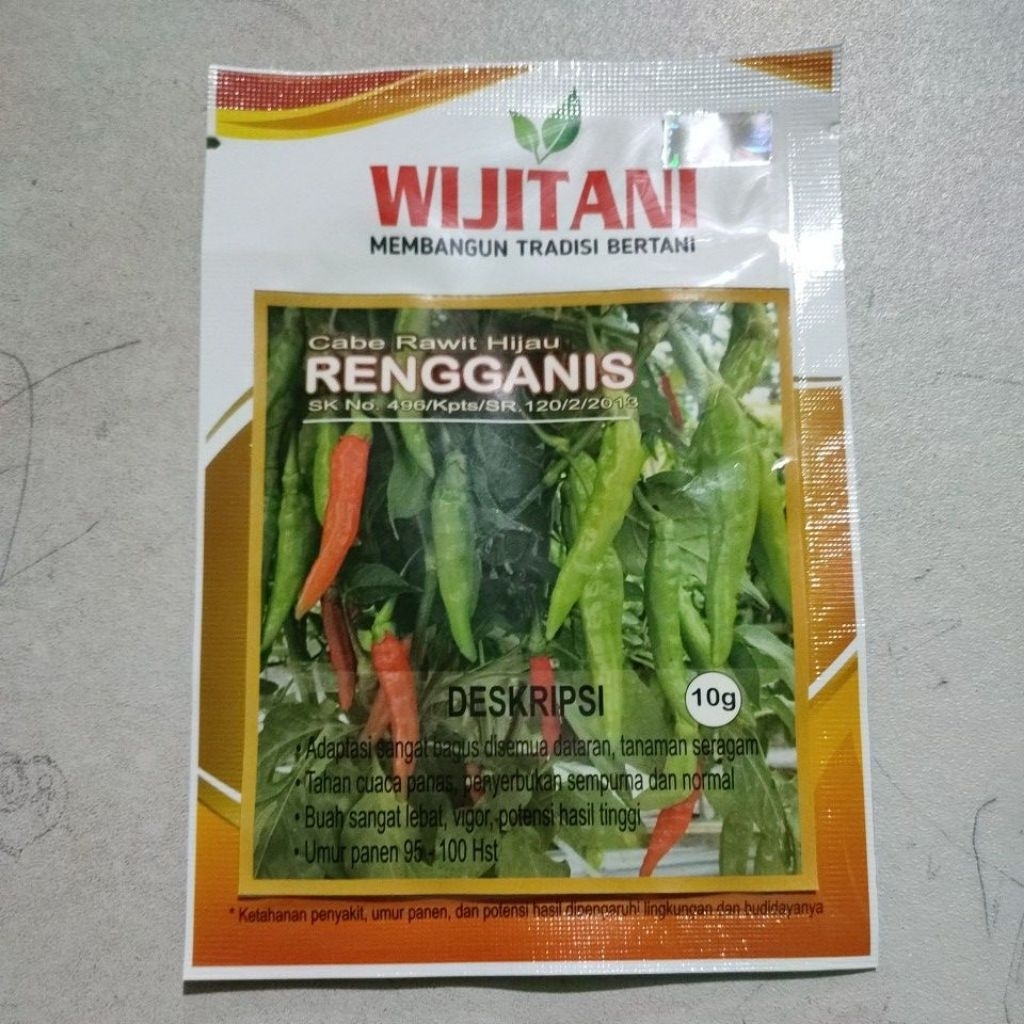 WIJITANI
MEMBANGUN TRADISI BERTANI
Cabe Rawit Hijau
RENGGANIS
SK No. 496/Kpts/SR.120/2/2013
DESKRIPSI
10g
• Adaptasi sangat bagus disemua dataran, tanaman seragam
• Tahan cuaca panas, penyerbukan sempurna dan normal
• Buah sangat lebat, vigor, potensi hasil tinggi
• Umur panen 95 - 100 Hst
* Ketahanan penyakit, umur panen, dan potensi hasil dipengaruhi lingkungan dan budidayanya